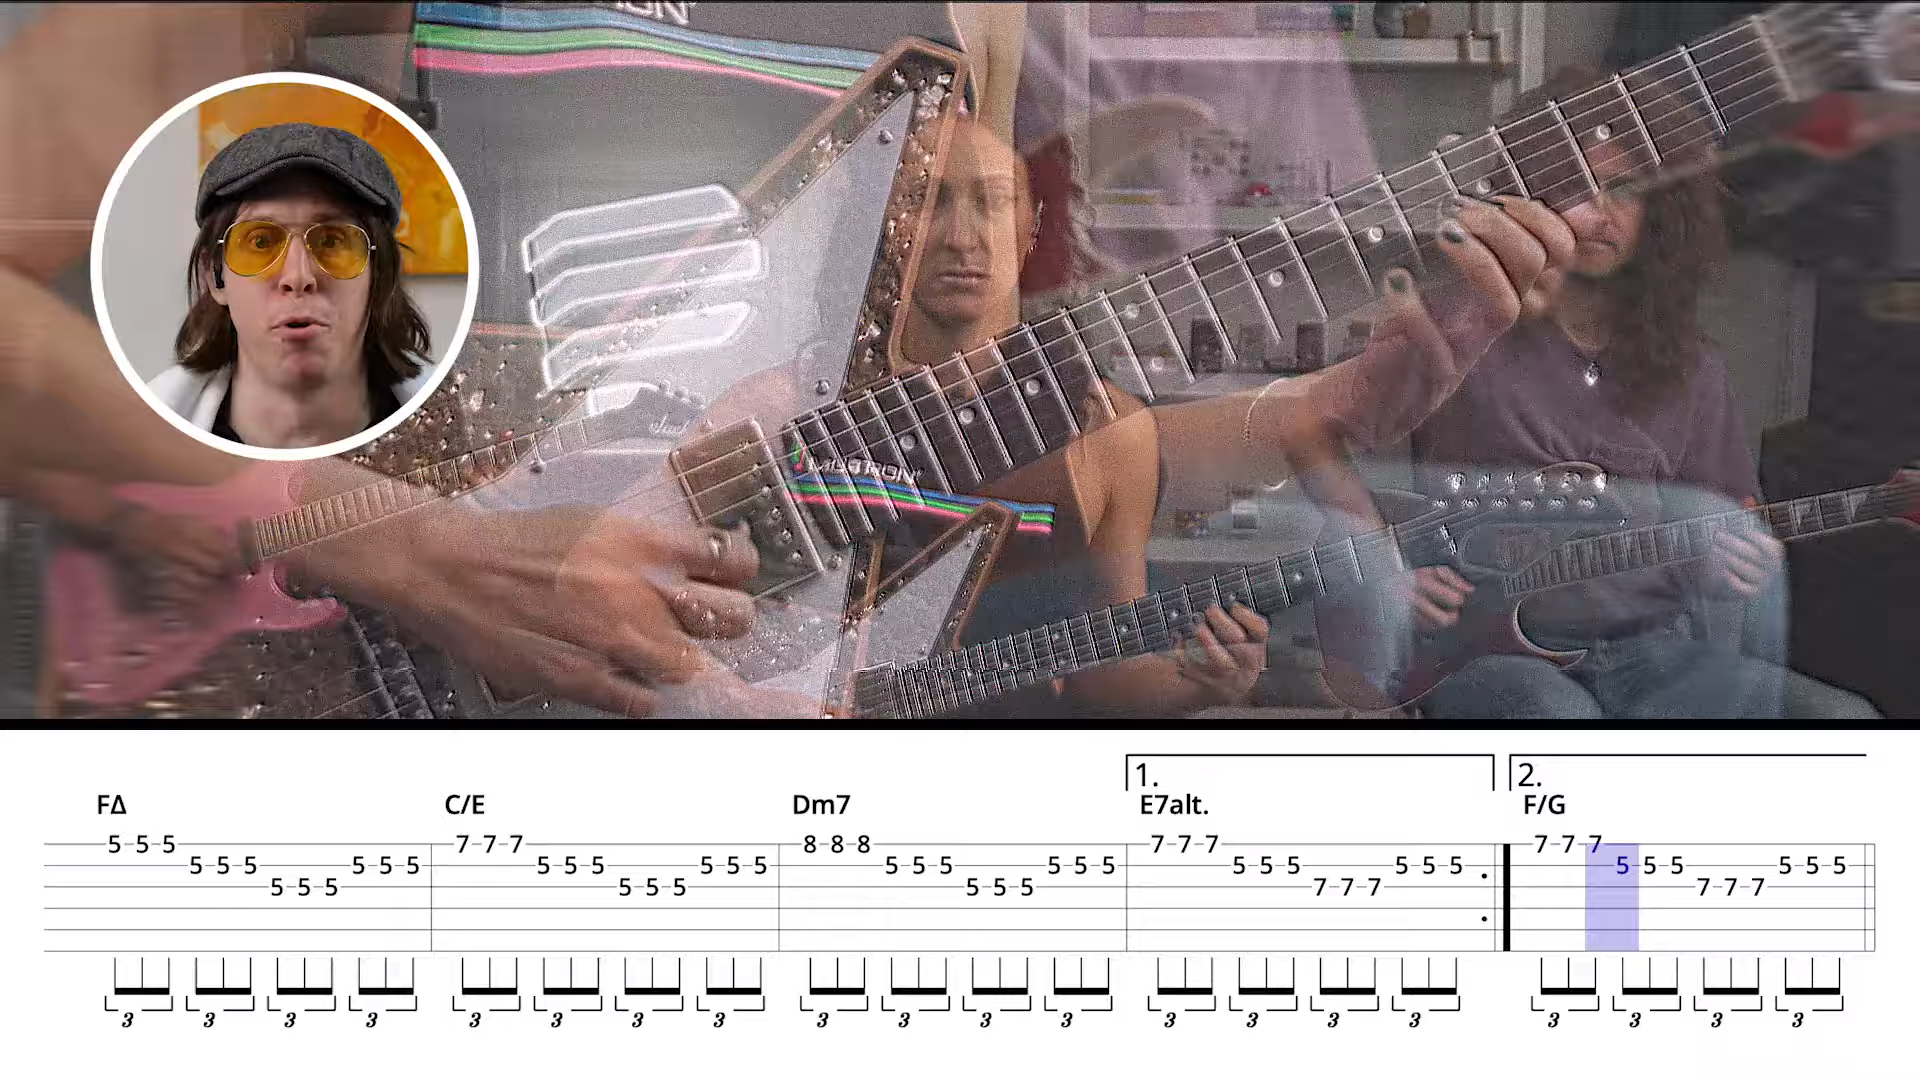 MUTRON
1. 2.
FΔ C/E Dm7 E7alt. F/G
5-5-5 7-7-7 8-8-8 7-7-7 7-7-7
5-5-5 5-5-5 5-5-5 5-5-5 5-5-5 5-5-5 5-5-5 5-5-5 5-5-5 5-5-5
5-5-5 5-5-5 5-5-5 7-7-7 7-7-7
3 3 3 3 3 3 3 3 3 3 3 3 3 3 3 3 3 3 3 3